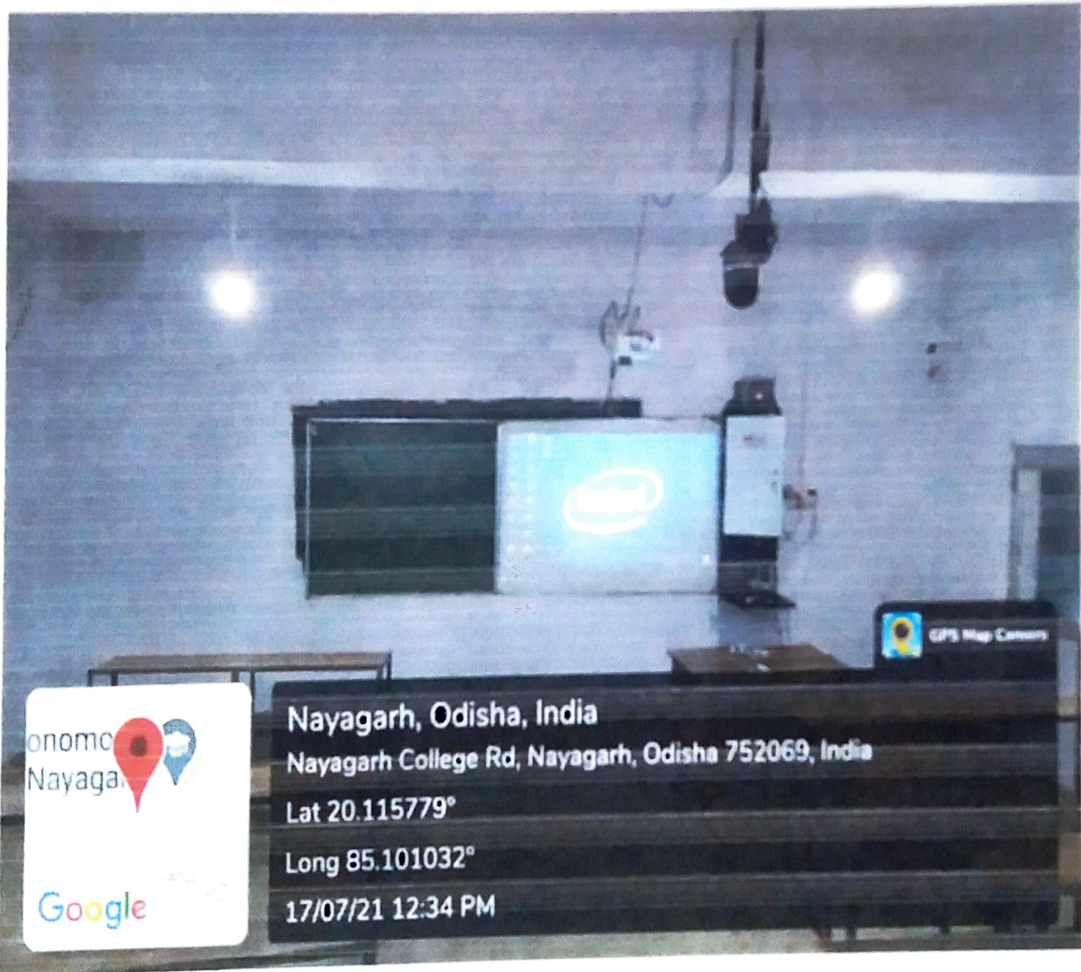 intel
GPS Map Camera
Nayagarh, Odisha, India
Nayagarh College Rd, Nayagarh, Odisha 752069, India
Lat 20.115779°
Long 85.101032°
17/07/21 12:34 PM
onomo
Nayagar
Google